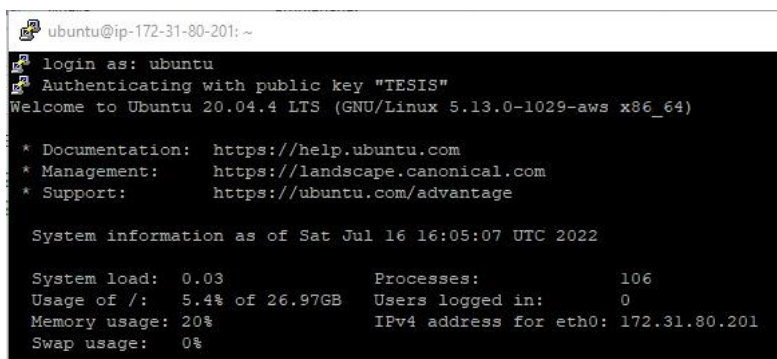 ubuntu@ip-172-31-80-201: ~
login as: ubuntu
Authenticating with public key "TESIS"
Welcome to Ubuntu 20.04.4 LTS (GNU/Linux 5.13.0-1029-aws x86_64)
* Documentation:  https://help.ubuntu.com
* Management:     https://landscape.canonical.com
* Support:        https://ubuntu.com/advantage
System information as of Sat Jul 16 16:05:07 UTC 2022
System load:  0.03                Processes:             106
Usage of /:   5.4% of 26.97GB   Users logged in:       0
Memory usage: 20%                 IPv4 address for eth0: 172.31.80.201
Swap usage:   0%